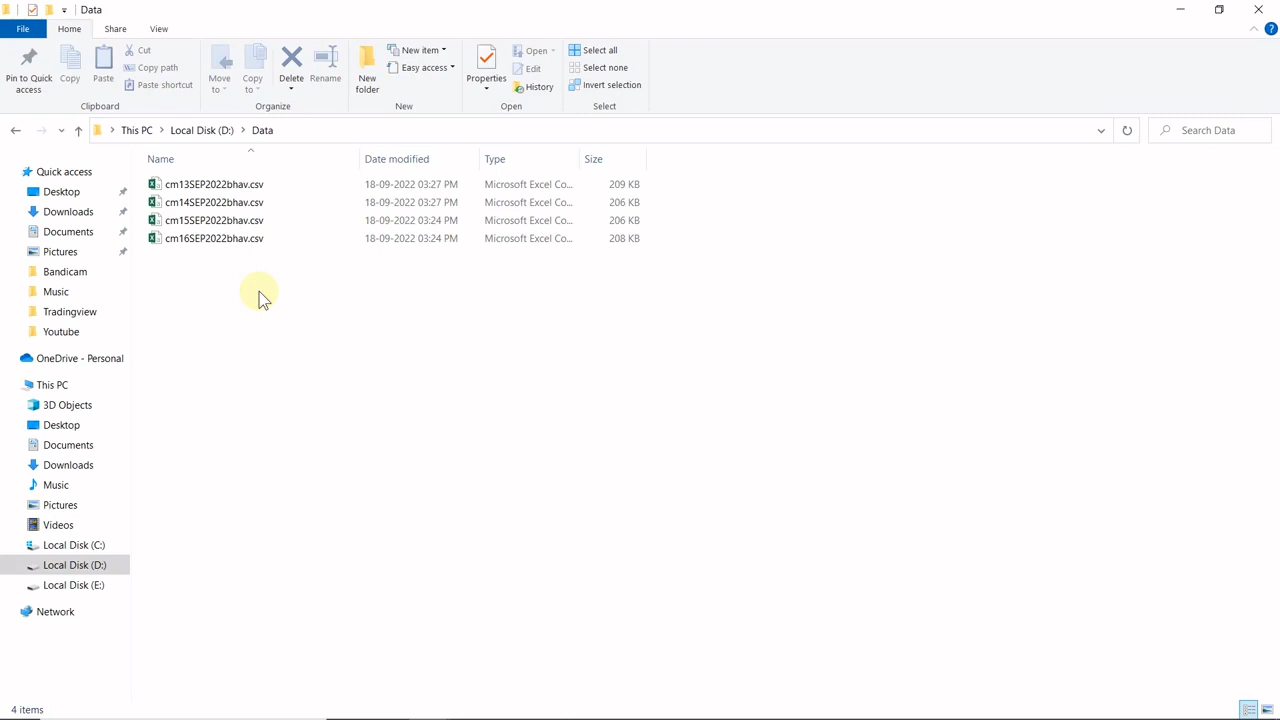 Data
File Home Share View
Pin to Quick access
Copy
Paste
Cut
Copy path
Paste shortcut
Clipboard
Move to
Copy to
Delete
Rename
Organize
New folder
New item
Easy access
New
Properties
Open
Edit
History
Open
Select all
Select none
Invert selection
Select
This PC > Local Disk (D:) > Data
Search Data
Name Date modified Type Size
cm13SEP2022bhav.csv 18-09-2022 03:27 PM Microsoft Excel Co... 209 KB
cm14SEP2022bhav.csv 18-09-2022 03:27 PM Microsoft Excel Co... 206 KB
cm15SEP2022bhav.csv 18-09-2022 03:24 PM Microsoft Excel Co... 206 KB
cm16SEP2022bhav.csv 18-09-2022 03:24 PM Microsoft Excel Co... 208 KB
Quick access
Desktop
Downloads
Documents
Pictures
Bandicam
Music
Tradingview
Youtube
OneDrive - Personal
This PC
3D Objects
Desktop
Documents
Downloads
Music
Pictures
Videos
Local Disk (C:)
Local Disk (D:)
Local Disk (E:)
Network
4 items